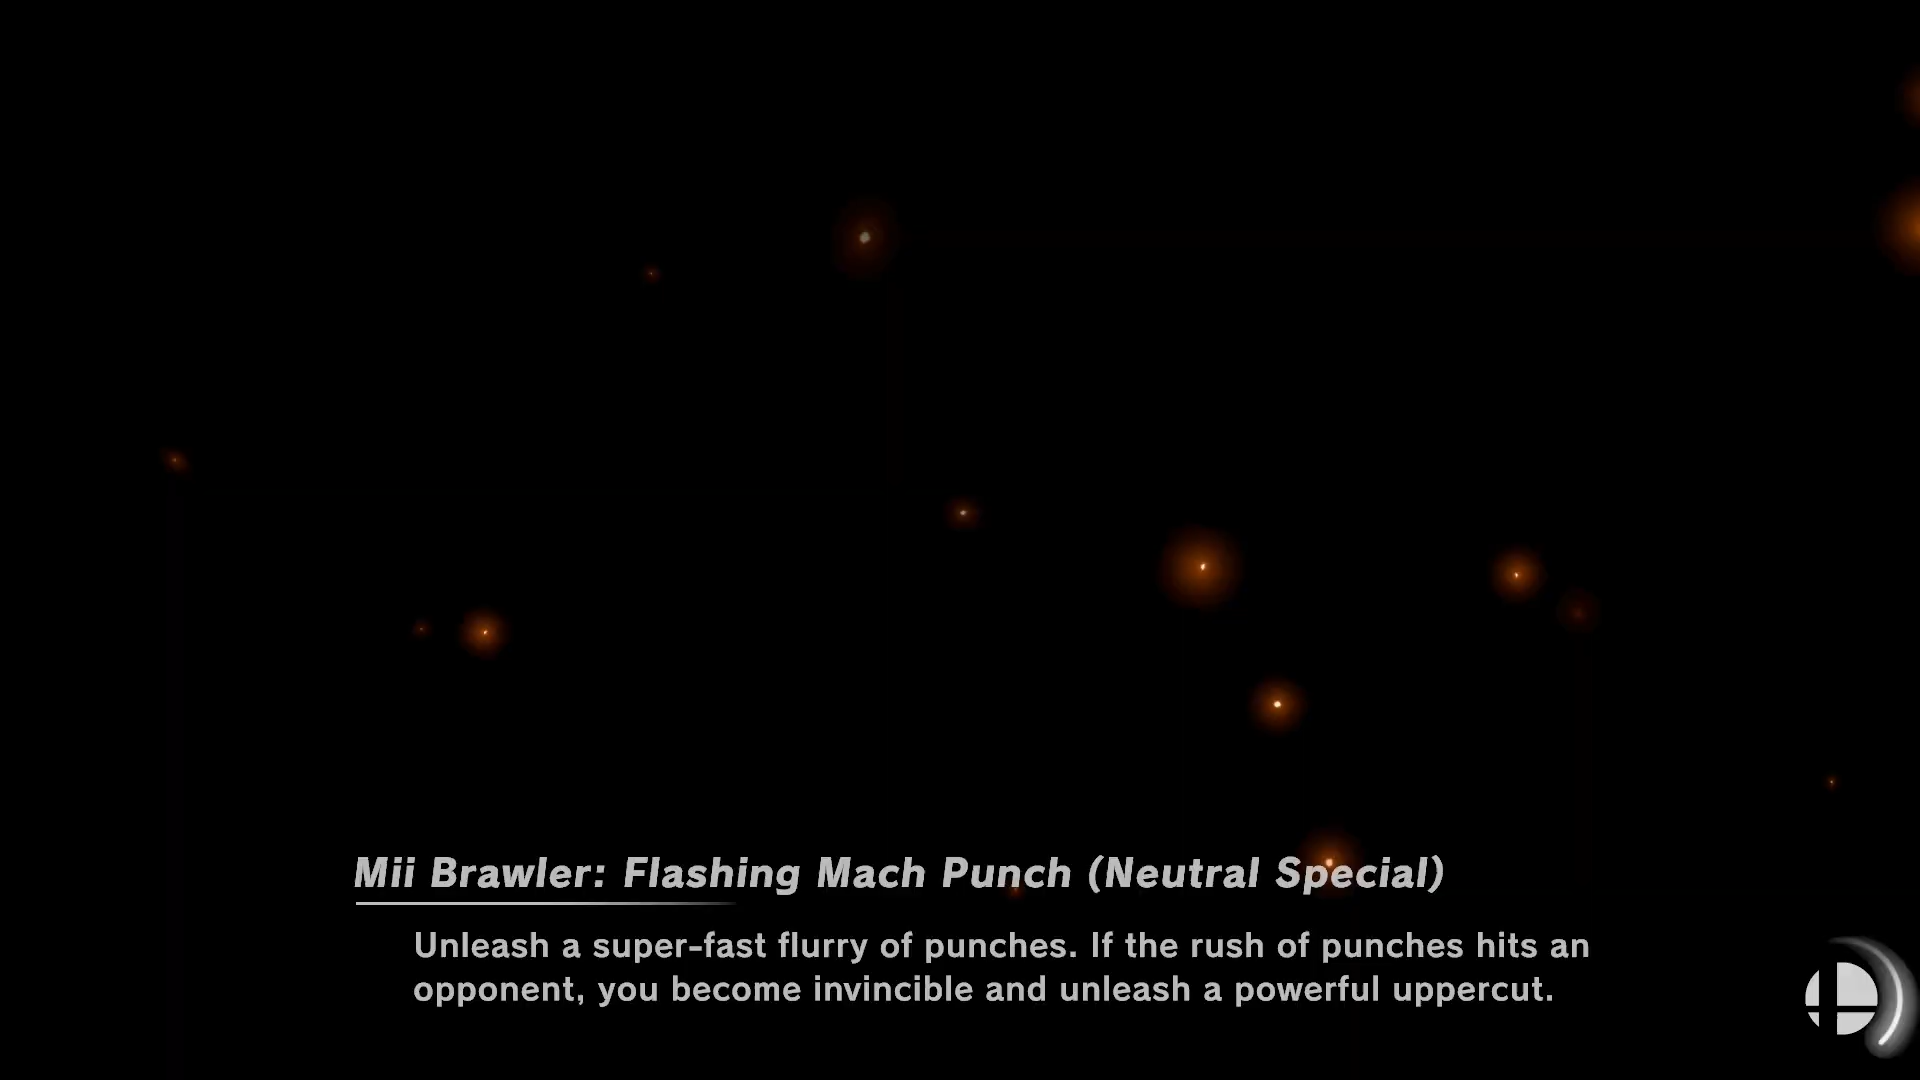 Mii Brawler: Flashing Mach Punch (Neutral Special)
Unleash a super-fast flurry of punches. If the rush of punches hits an
opponent, you become invincible and unleash a powerful uppercut.